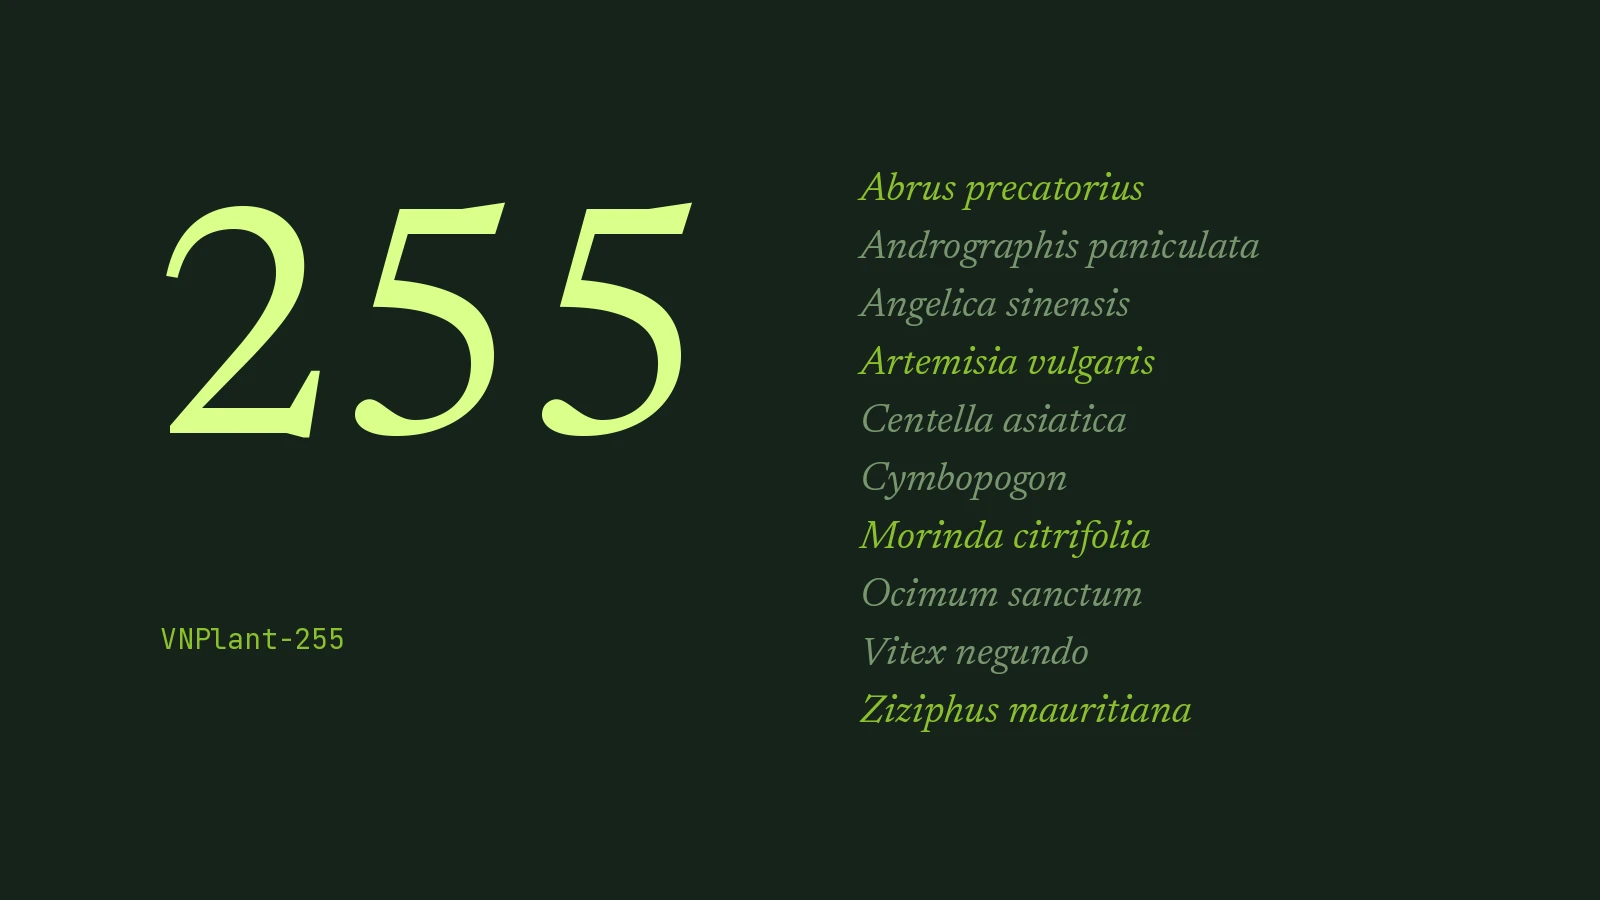 255
VNPlant-255
Abrus precatorius
Andrographis paniculata
Angelica sinensis
Artemisia vulgaris
Centella asiatica
Cymbopogon
Morinda citrifolia
Ocimum sanctum
Vitex negundo
Ziziphus mauritiana